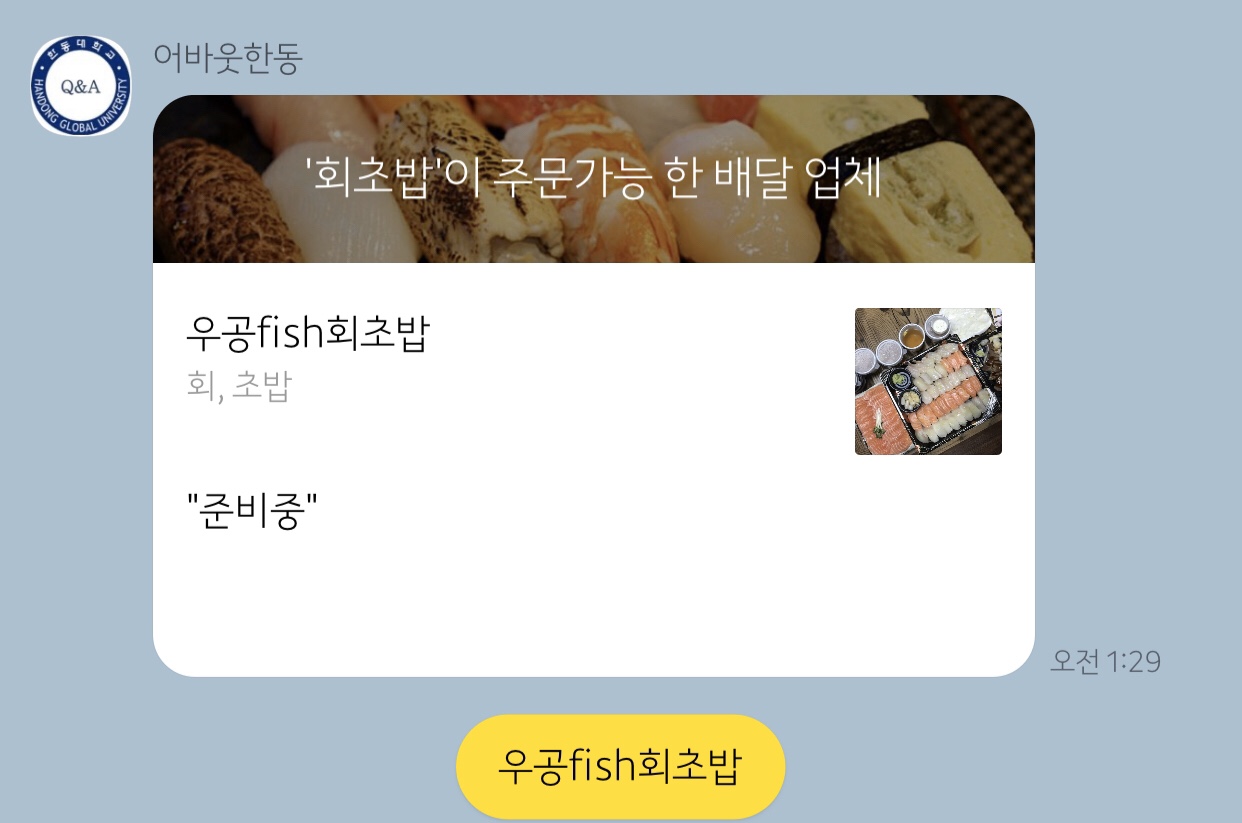 한동대학교
Q&A
HANDONG GLOBAL UNIVERSITY
어바웃한동
'회초밥'이 주문가능 한 배달 업체
우공fish회초밥
회, 초밥
"준비중"
오전 1:29
우공fish회초밥